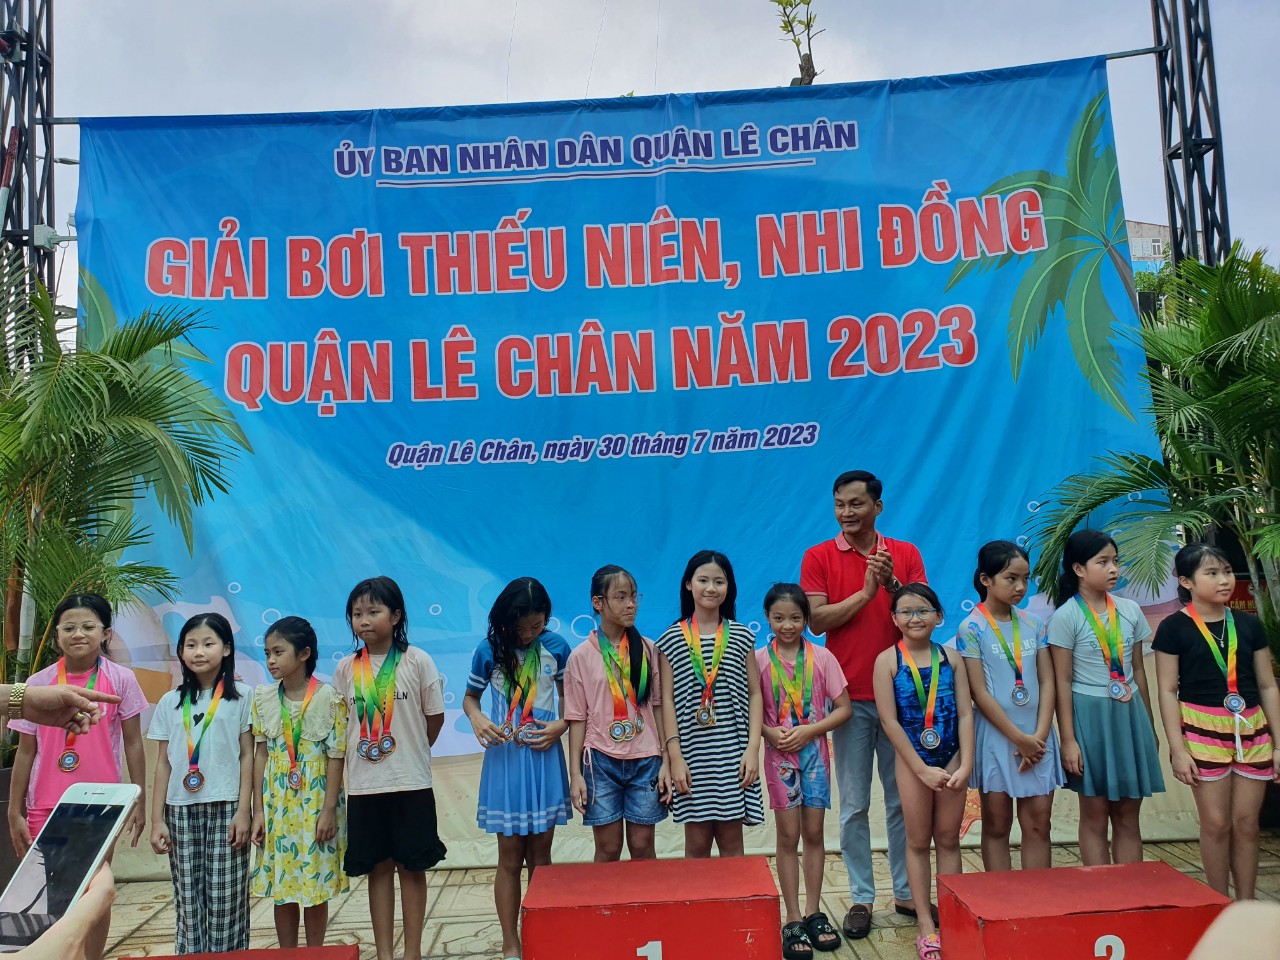 ỦY BAN NHÂN DÂN QUẬN LÊ CHÂN
GIẢI BƠI THIẾU NIÊN, NHI ĐỒNG
QUẬN LÊ CHÂN NĂM 2023
Quận Lê Chân, ngày 30 tháng 7 năm 2023
CẤM
1
2